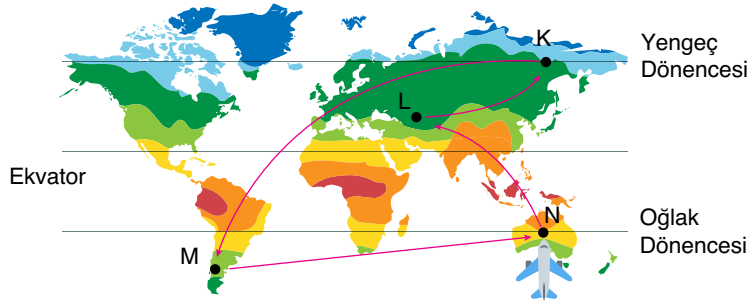 K
Yengeç
Dönencesi
L
Ekvator
N
Oğlak
Dönencesi
M